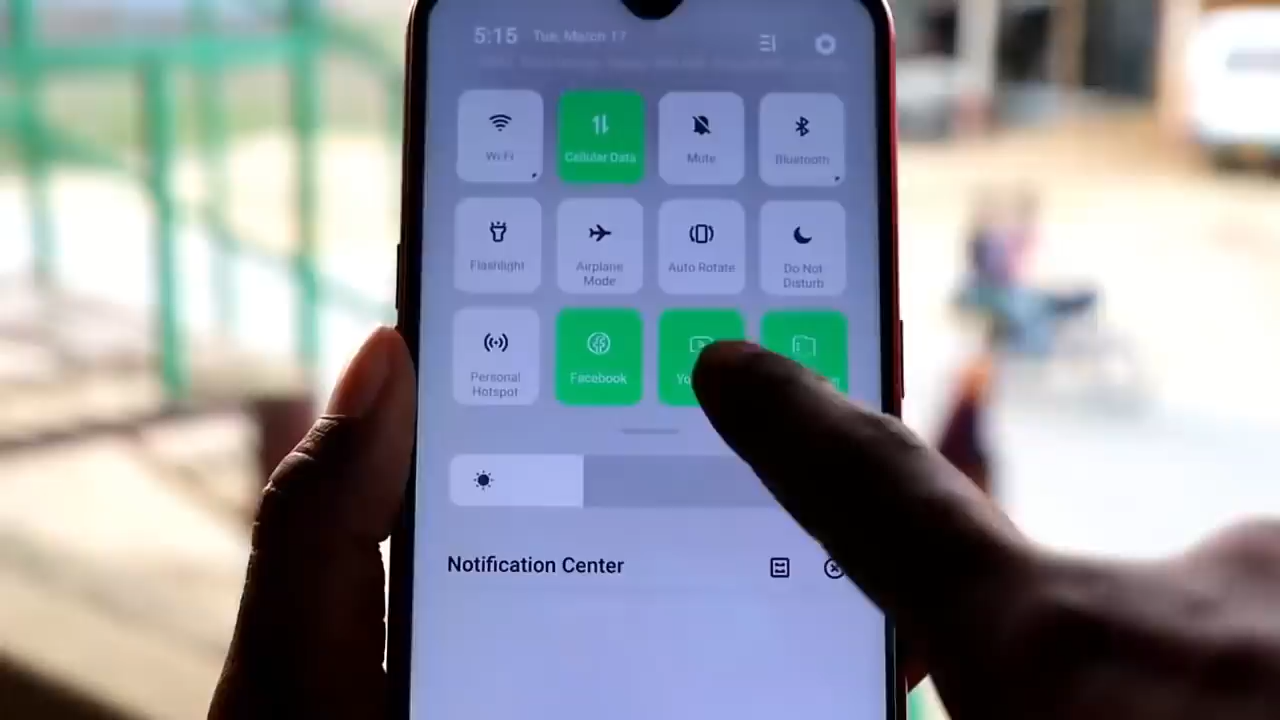 5:15 Tue, March 17
Wi-Fi
Cellular Data
Mute
Bluetooth
Flashlight
Airplane
Mode
Auto Rotate
Do Not
Disturb
Personal
Hotspot
Facebook
Yo
Notification Center